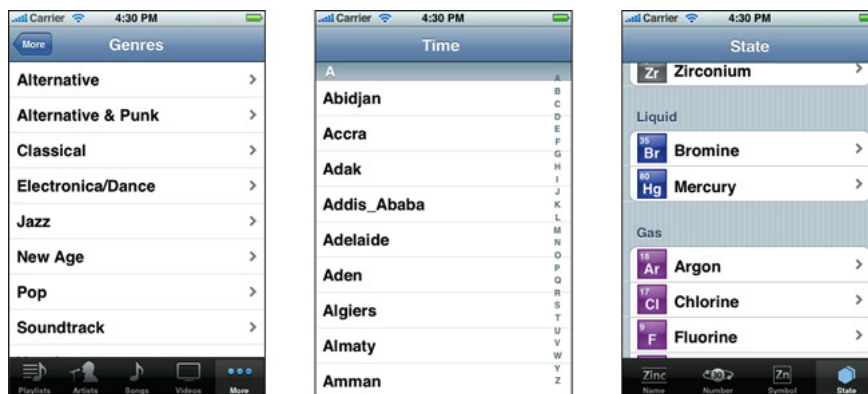 Carrier 4:30 PM
More Genres
Alternative
Alternative & Punk
Classical
Electronica/Dance
Jazz
New Age
Pop
Soundtrack
Playlists Artists Songs Videos More
Carrier 4:30 PM
Time
A
Abidjan
Accra
Adak
Addis_Ababa
Adelaide
Aden
Algiers
Almaty
Amman
A
B
C
D
E
F
G
H
I
J
K
L
M
N
O
P
Q
R
S
T
U
V
W
Y
Z
Carrier 4:30 PM
State
Zr Zirconium
Liquid
35
Br Bromine
80
Hg Mercury
Gas
18
Ar Argon
17
Cl Chlorine
9
F Fluorine
Zinc 30 Zn
Name Number Symbol State